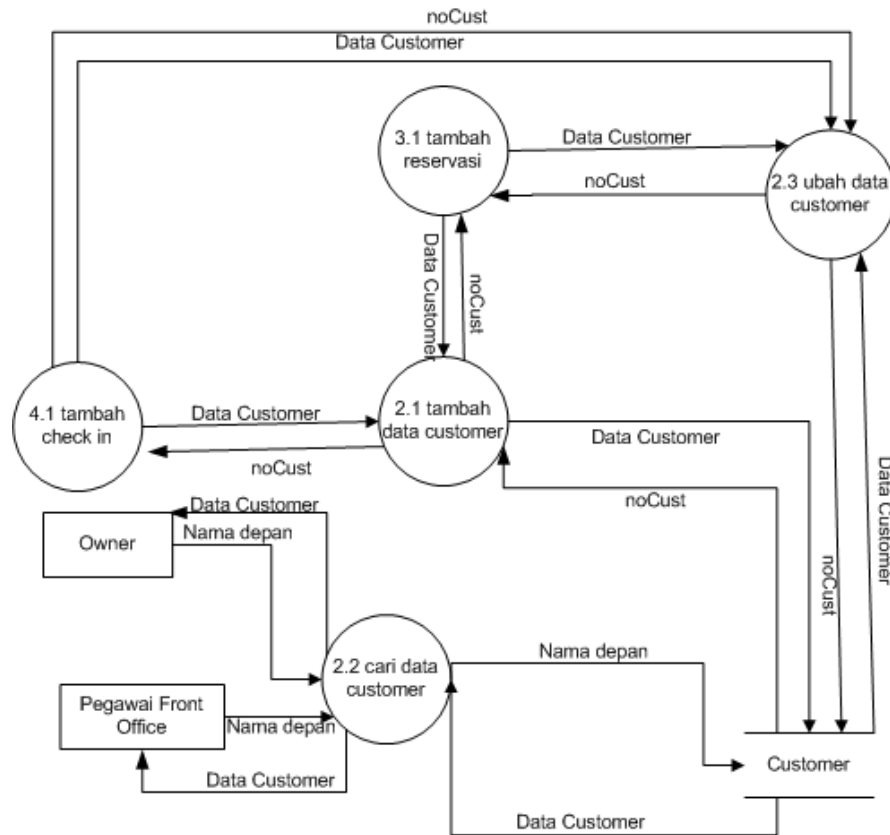 noCust
Data Customer
3.1 tambah
reservasi
Data Customer
noCust
2.3 ubah data
customer
Data Customer
noCust
4.1 tambah
check in
Data Customer
noCust
2.1 tambah
data customer
Data Customer
noCust
Data Customer
noCust
Data Customer
Owner
Nama depan
2.2 cari data
customer
Nama depan
Pegawai Front
Office
Nama depan
Data Customer
Customer
Data Customer